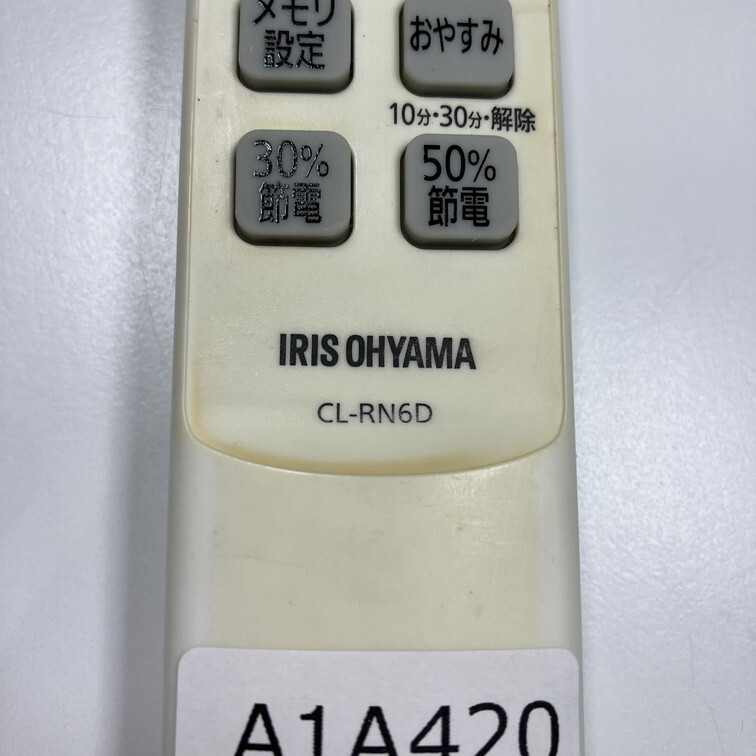 メモリ
設定
おやすみ
10分・30分・解除
30%
節電
50%
節電
IRIS OHYAMA
CL-RN6D
A1A420